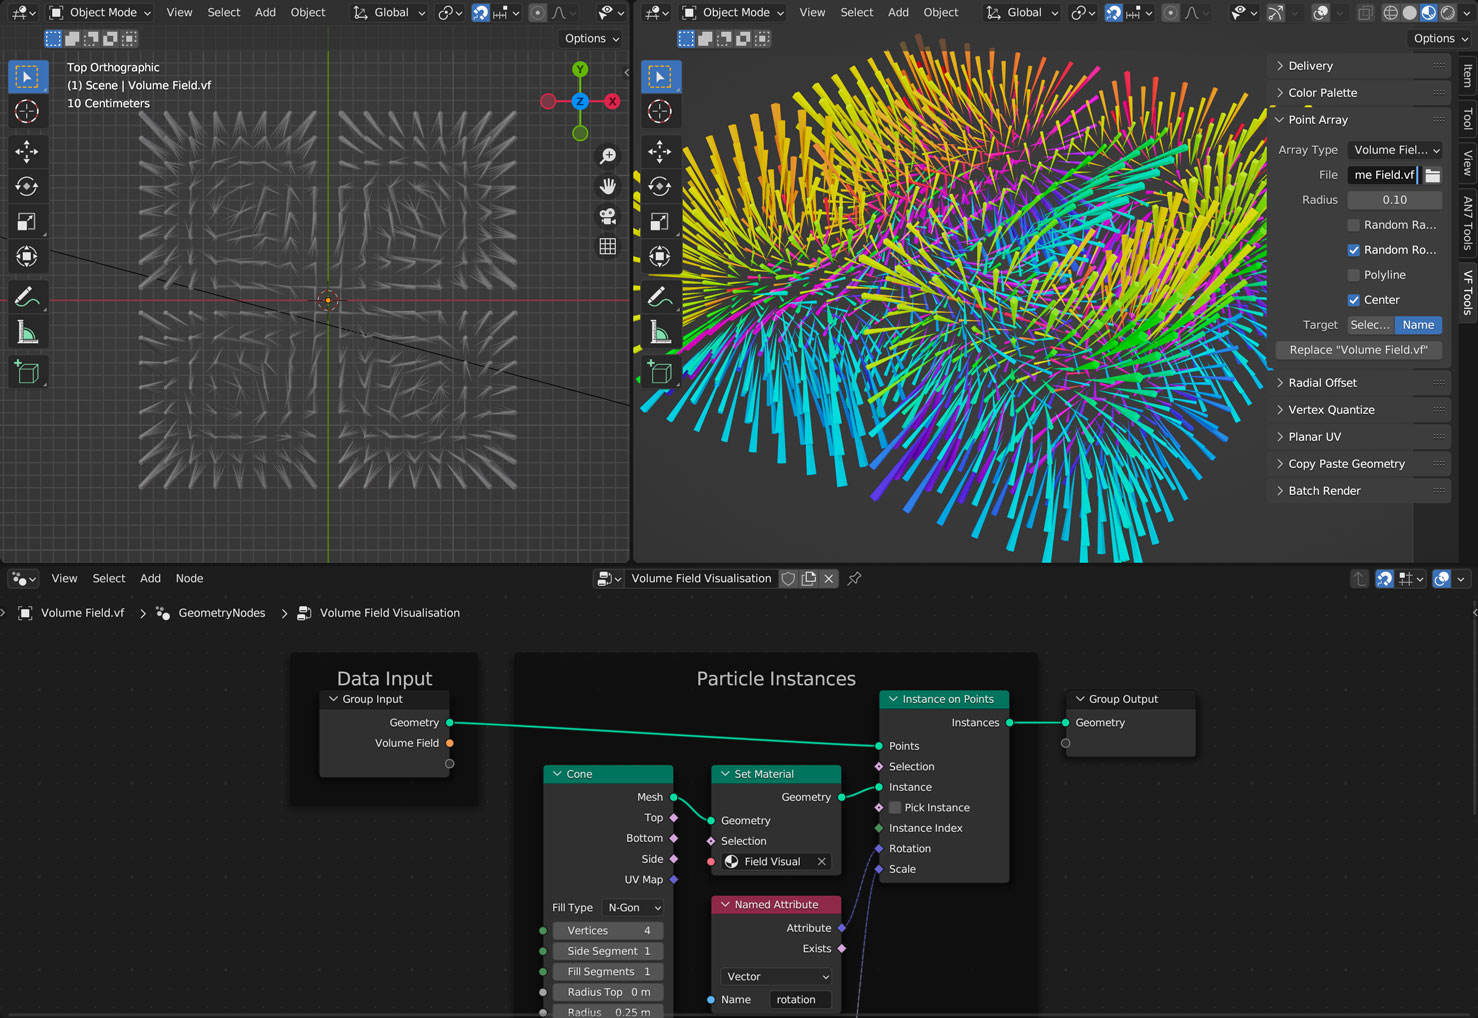 Object Mode View Select Add Object Global
Options
Top Orthographic
(1) Scene | Volume Field.vf
10 Centimeters
Y
Z
X
Object Mode View Select Add Object Global
Options
Delivery
Color Palette
Point Array
Array Type Volume Fiel...
File me Field.vf
Radius 0.10
Random Ra...
Random Ro...
Polyline
Center
Target Selec... Name
Replace "Volume Field.vf"
Radial Offset
Vertex Quantize
Planar UV
Copy Paste Geometry
Batch Render
Item
Tool
View
AN7 Tools
VF Tools
View Select Add Node
Volume Field Visualisation
Volume Field.vf > GeometryNodes > Volume Field Visualisation
Data Input
Group Input
Geometry
Volume Field
Particle Instances
Cone
Mesh
Top
Bottom
Side
UV Map
Fill Type N-Gon
Vertices 4
Side Segment 1
Fill Segments 1
Radius Top 0 m
Radius 0.25 m
Set Material
Geometry
Geometry
Selection
Field Visual
Named Attribute
Attribute
Exists
Vector
Name rotation
Instance on Points
Instances
Points
Selection
Instance
Pick Instance
Instance Index
Rotation
Scale
Group Output
Geometry